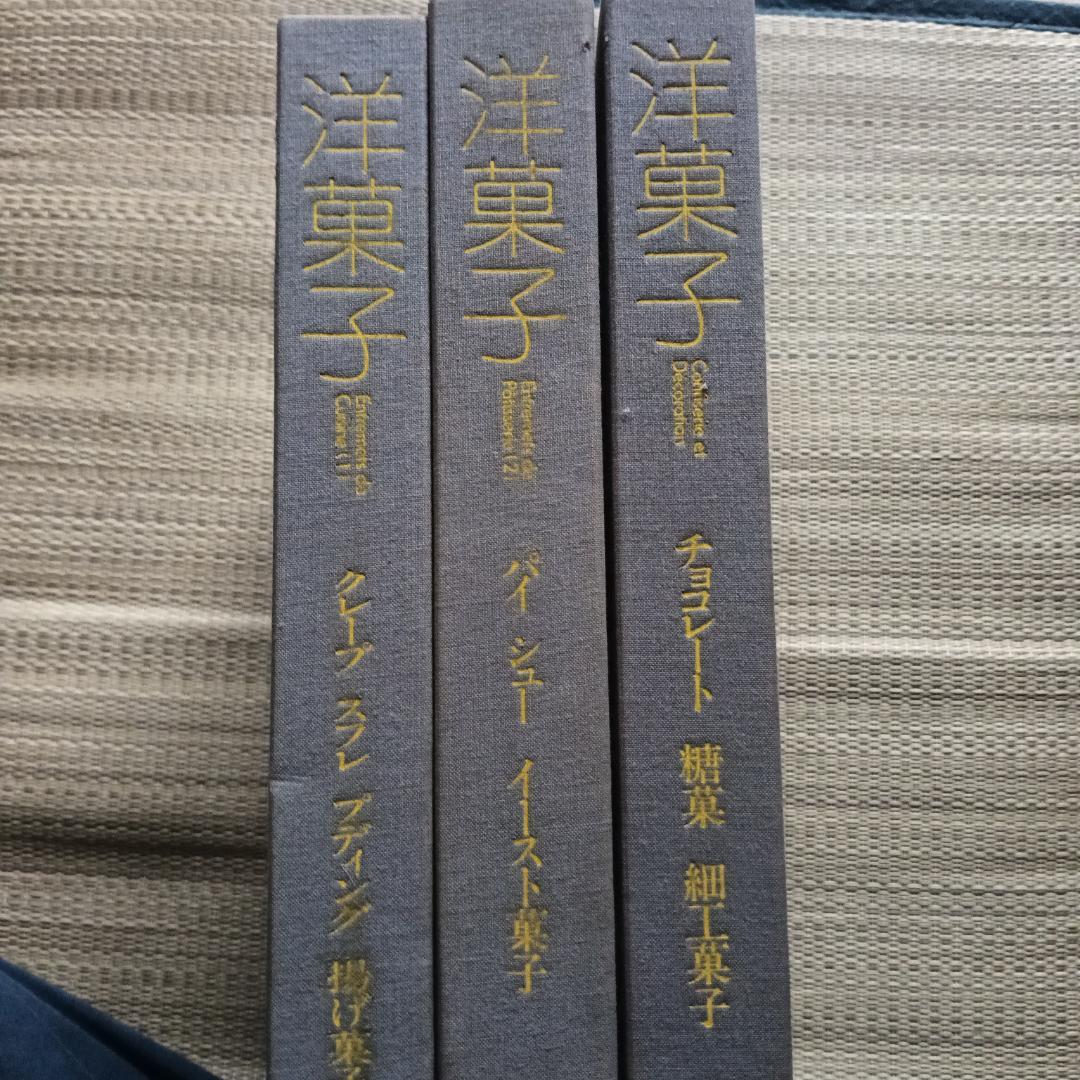 洋菓子
Entremets de
Cuisine (1)
クレープ スフレ プディング 揚げ菓子
洋菓子
Entremets de
Pâtisserie (2)
パイ シュー イースト菓子
洋菓子
Confiserie et
Décoration
チョコレート 糖菓 細工菓子